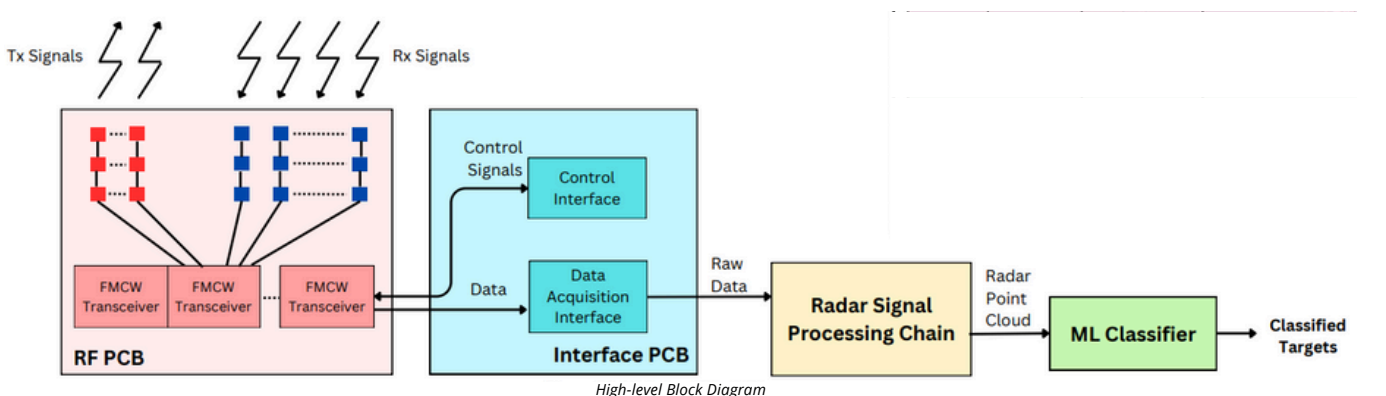 Tx Signals
Rx Signals
FMCW
Transceiver
FMCW
Transceiver
FMCW
Transceiver
RF PCB
Control
Signals
Control
Interface
Data
Data
Acquisition
Interface
Interface PCB
Raw
Data
Radar Signal
Processing Chain
Radar
Point
Cloud
ML Classifier
Classified
Targets
High-level Block Diagram